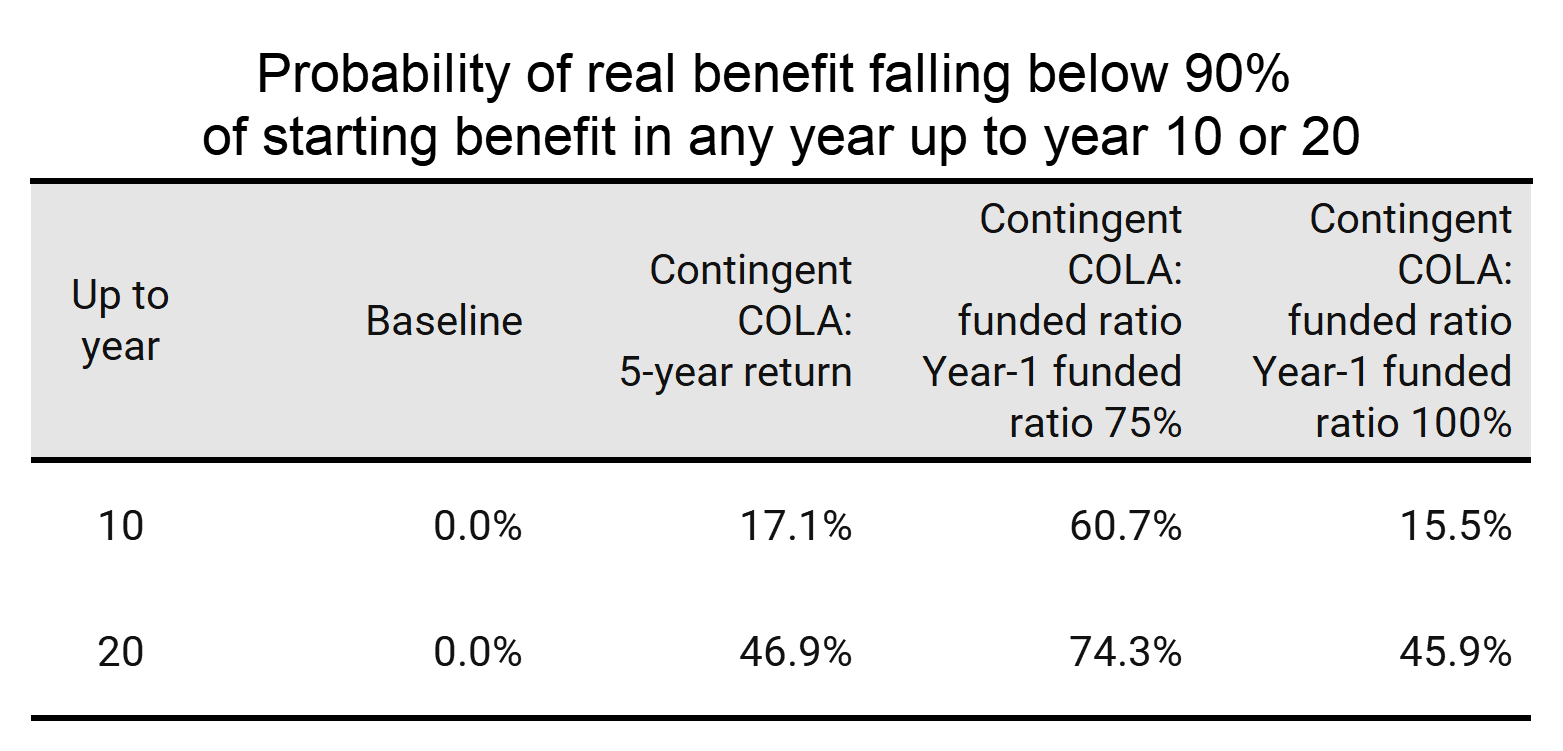 Probability of real benefit falling below 90%
of starting benefit in any year up to year 10 or 20
Up to
year
Baseline
Contingent
COLA:
5-year return
Contingent
COLA:
funded ratio
Year-1 funded
ratio 75%
Contingent
COLA:
funded ratio
Year-1 funded
ratio 100%
10 0.0% 17.1% 60.7% 15.5%
20 0.0% 46.9% 74.3% 45.9%